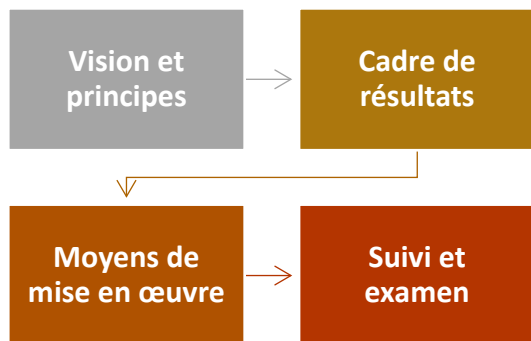 Vision et
principes
Cadre de
résultats
Moyens de
mise en œuvre
Suivi et
examen